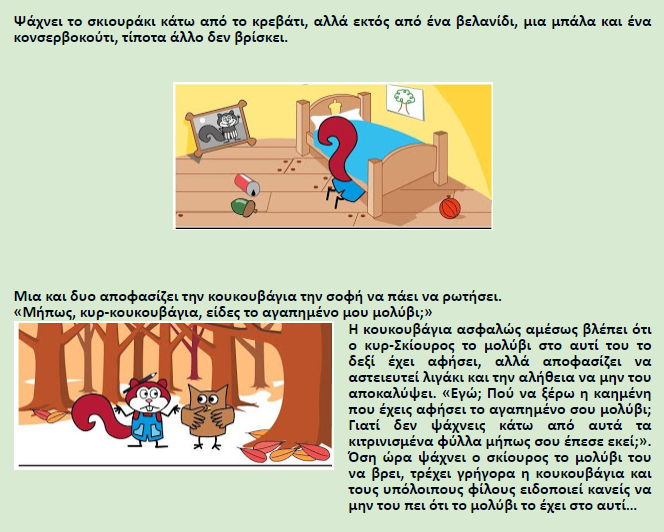 Ψάχνει το σκιουράκι κάτω από το κρεβάτι, αλλά εκτός από ένα βελανίδι, μια μπάλα και ένα
κονσερβοκούτι, τίποτα άλλο δεν βρίσκει.
Μια και δυο αποφασίζει την κουκουβάγια την σοφή να πάει να ρωτήσει.
«Μήπως, κυρ-κουκουβάγια, είδες το αγαπημένο μου μολύβι;»
Η κουκουβάγια ασφαλώς αμέσως βλέπει ότι
ο κυρ-Σκίουρος το μολύβι στο αυτί του το
δεξί έχει αφήσει, αλλά αποφασίζει να
αστειευτεί λιγάκι και την αλήθεια να μην του
αποκαλύψει. «Εγώ; Πού να ξέρω η καημένη
που έχεις αφήσει το αγαπημένο σου μολύβι;
Γιατί δεν ψάχνεις κάτω από αυτά τα
κιτρινισμένα φύλλα μήπως σου έπεσε εκεί;».
Όση ώρα ψάχνει ο σκίουρος το μολύβι του
να βρει, τρέχει γρήγορα η κουκουβάγια και
τους υπόλοιπους φίλους ειδοποιεί κανείς να
μην του πει ότι το μολύβι το έχει στο αυτί...